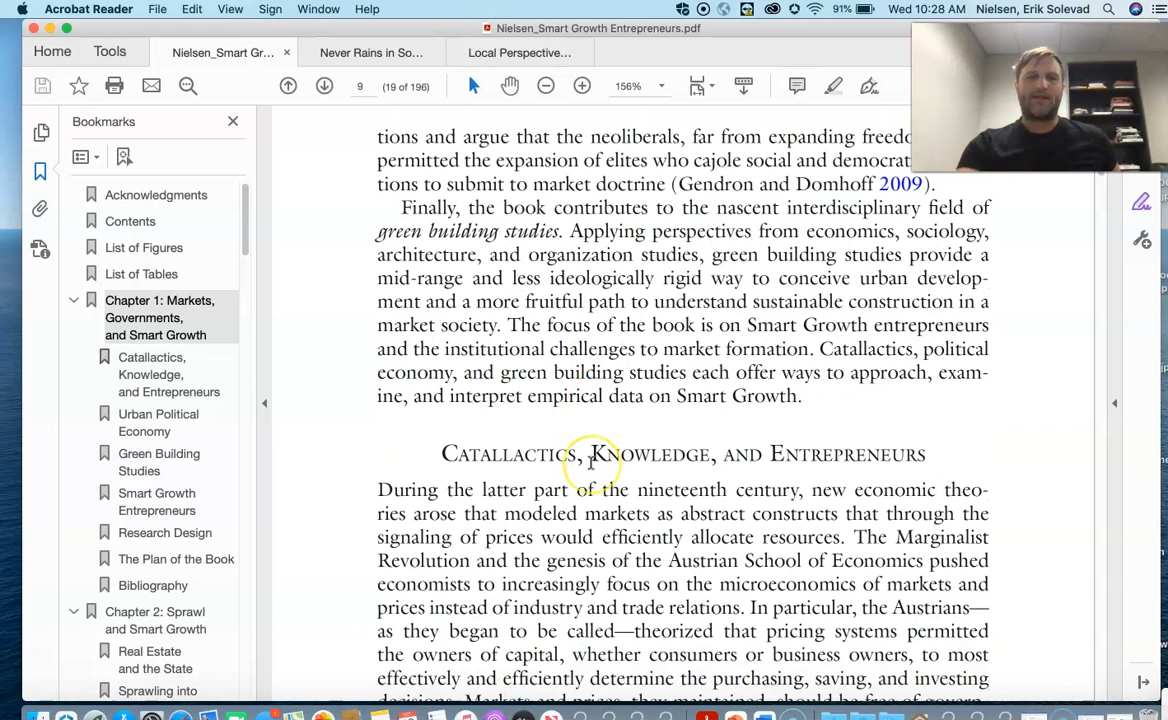 Acrobat Reader File Edit View Sign Window Help 91% Wed 10:28 AM Nielsen, Erik Solevad
Nielsen_Smart Growth Entrepreneurs.pdf
Home Tools Nielsen_Smart Gr... × Never Rains in So... Local Perspective...
9 (19 of 196) 156%
Bookmarks
Acknowledgments
Contents
List of Figures
List of Tables
Chapter 1: Markets,
Governments,
and Smart Growth
Catallactics,
Knowledge,
and Entrepreneurs
Urban Political
Economy
Green Building
Studies
Smart Growth
Entrepreneurs
Research Design
The Plan of the Book
Bibliography
Chapter 2: Sprawl
and Smart Growth
Real Estate
and the State
Sprawling into
tions and argue that the neoliberals, far from expanding
permitted the expansion of elites who cajole social and
tions to submit to market doctrine (Gendron and Domhoff 2009).
Finally, the book contributes to the nascent interdisciplinary field of
green building studies. Applying perspectives from economics, sociology,
architecture, and organization studies, green building studies provide a
mid-range and less ideologically rigid way to conceive urban develop-
ment and a more fruitful path to understand sustainable construction in a
market society. The focus of the book is on Smart Growth entrepreneurs
and the institutional challenges to market formation. Catallactics, political
economy, and green building studies each offer ways to approach, exam-
ine, and interpret empirical data on Smart Growth.
Catallactics, Knowledge, and Entrepreneurs
During the latter part of the nineteenth century, new economic theo-
ries arose that modeled markets as abstract constructs that through the
signaling of prices would efficiently allocate resources. The Marginalist
Revolution and the genesis of the Austrian School of Economics pushed
economists to increasingly focus on the microeconomics of markets and
prices instead of industry and trade relations. In particular, the Austrians—
as they began to be called—theorized that pricing systems permitted
the owners of capital, whether consumers or business owners, to most
effectively and efficiently determine the purchasing, saving, and investing
decisions. Markets and prices, they maintained, should be free of